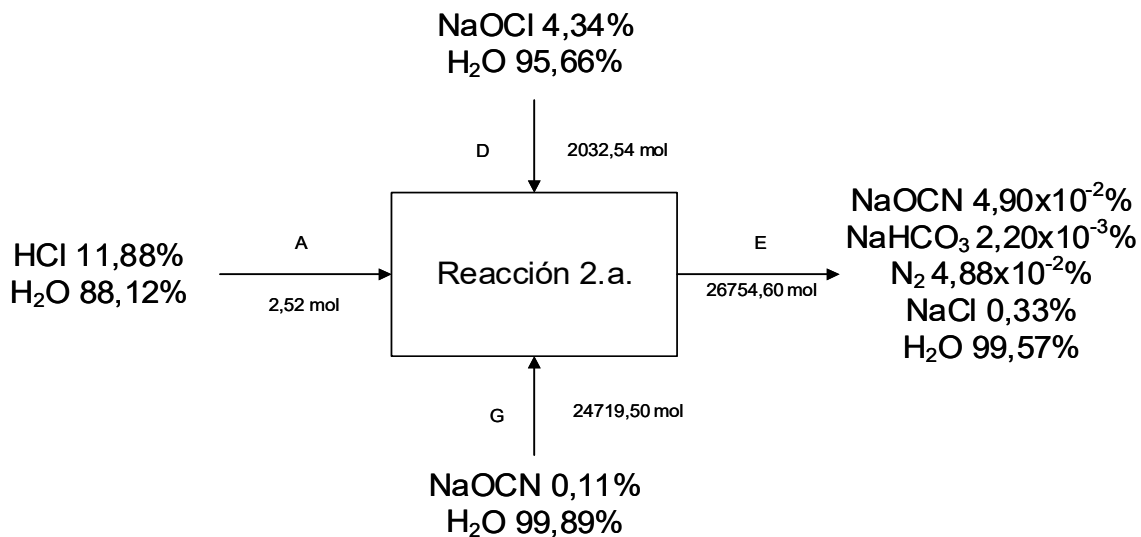 NaOCl 4,34%
H₂O 95,66%
D
2032,54 mol
HCl 11,88%
H₂O 88,12%
A
2,52 mol
Reacción 2.a.
E
26754,60 mol
NaOCN 4,90x10⁻²%
NaHCO₃ 2,20x10⁻³%
N₂ 4,88x10⁻²%
NaCl 0,33%
H₂O 99,57%
G
24719,50 mol
NaOCN 0,11%
H₂O 99,89%